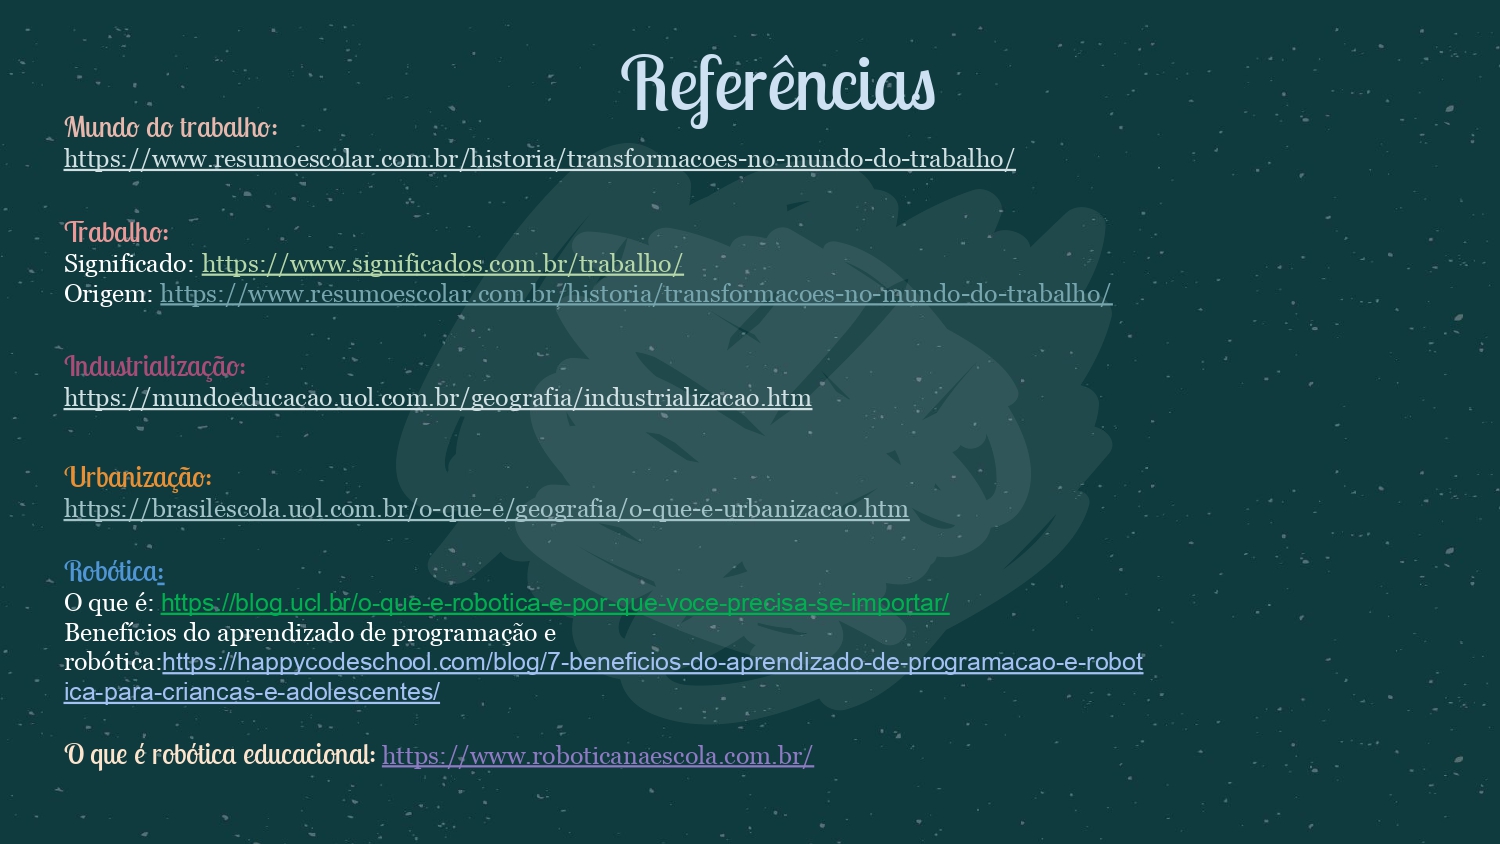 Referências
Mundo do trabalho:
https://www.resumoescolar.com.br/historia/transformacoes-no-mundo-do-trabalho/
Trabalho:
Significado: https://www.significados.com.br/trabalho/
Origem: https://www.resumoescolar.com.br/historia/transformacoes-no-mundo-do-trabalho/
Industrialização:
https://mundoeducacao.uol.com.br/geografia/industrializacao.htm
Urbanização:
https://brasilescola.uol.com.br/o-que-e/geografia/o-que-e-urbanizacao.htm
Robótica:
O que é: https://blog.ucl.br/o-que-e-robotica-e-por-que-voce-precisa-se-importar/
Benefícios do aprendizado de programação e
robótica:https://happycodeschool.com/blog/7-beneficios-do-aprendizado-de-programacao-e-robot
ica-para-criancas-e-adolescentes/
O que é robótica educacional: https://www.roboticanaescola.com.br/